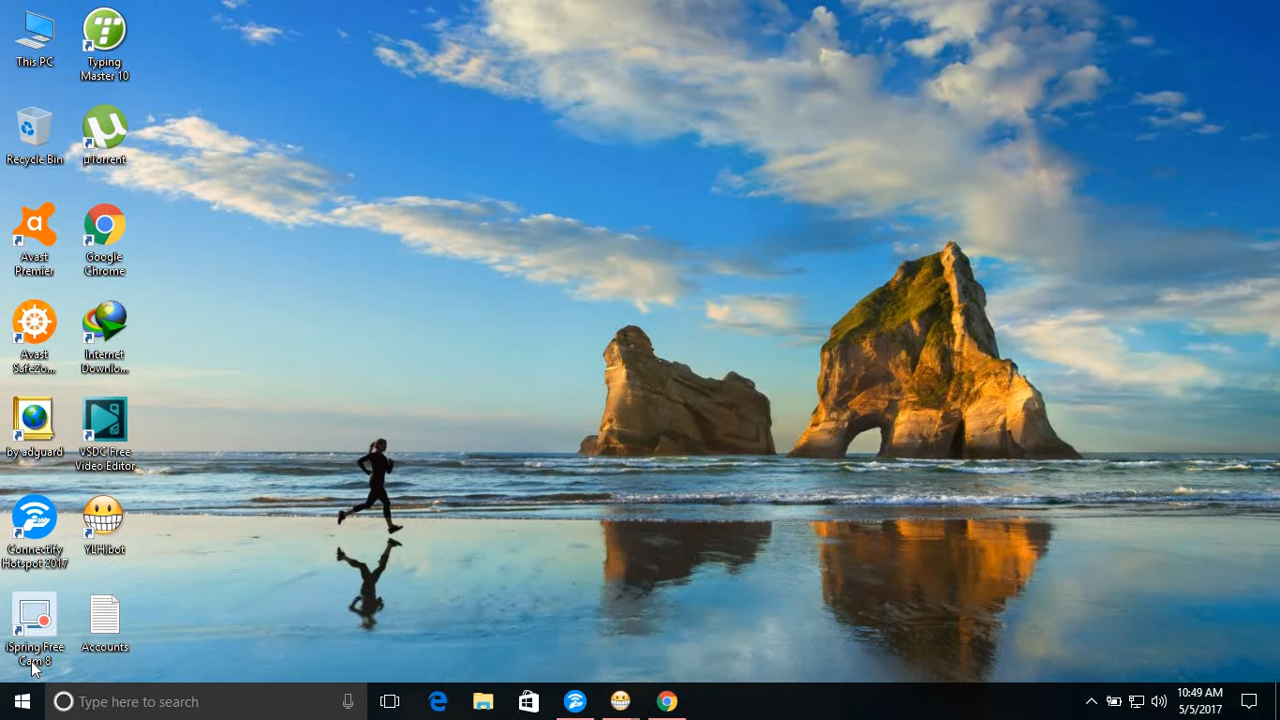 This PC
Typing
Master 10
Recycle Bin
µTorrent
Avast
Premier
Google
Chrome
Avast
SafeZo...
Internet
Downlo...
by adguard
VSDC Free
Video Editor
Connectify
Hotspot 2017
YLH.bot
iSpring Free
Cam 8
Accounts
Type here to search
10:49 AM
5/5/2017